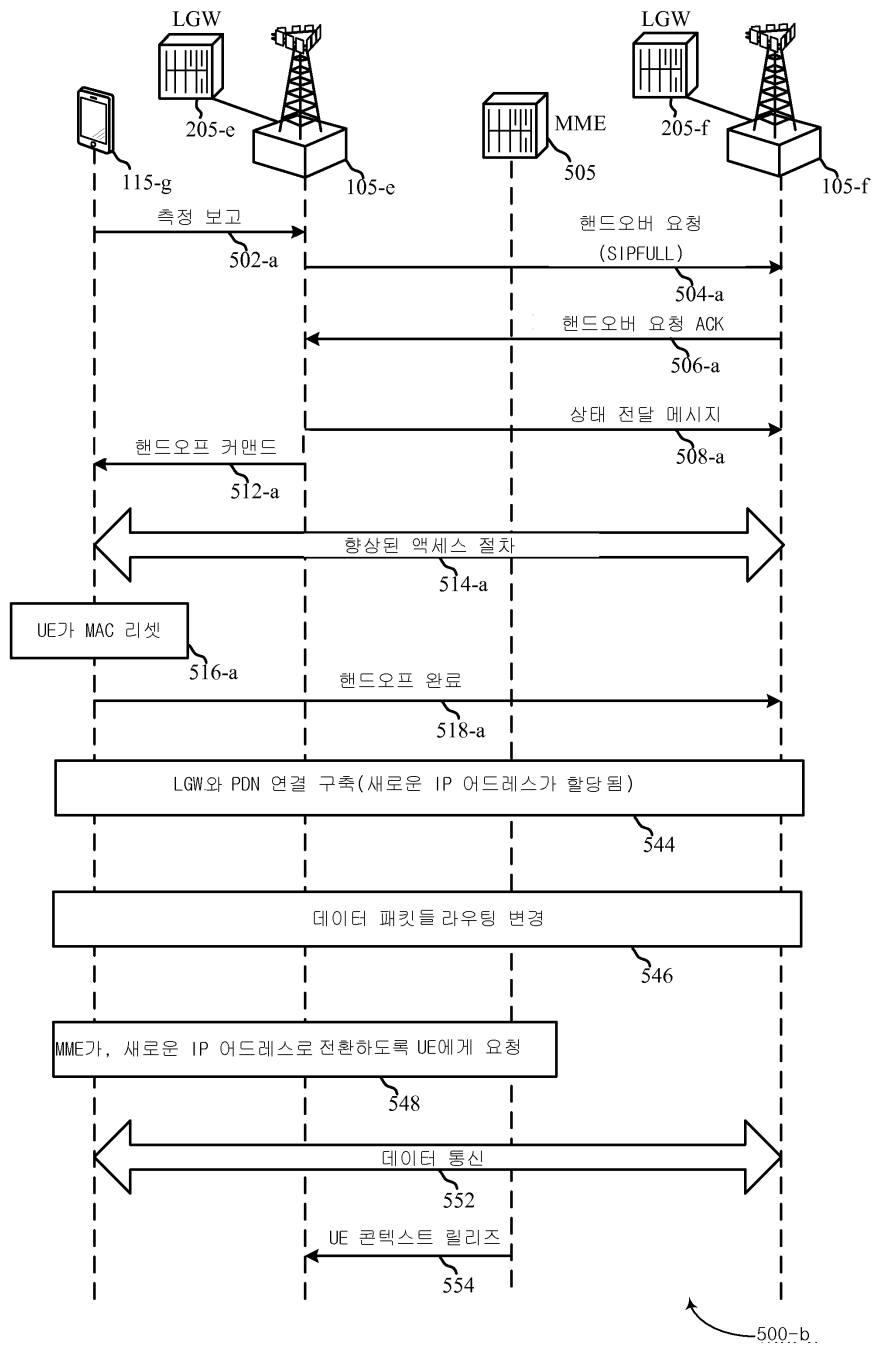 LGW
LGW
205-e
MME
205-f
115-g
105-e
505
105-f
측정 보고
502-a
핸드오버 요청
(SIPFULL)
504-a
핸드오버 요청 ACK
506-a
상태 전달 메시지
508-a
핸드오프 커맨드
512-a
향상된 액세스 절차
514-a
UE가 MAC 리셋
516-a
핸드오프 완료
518-a
LGW와 PDN 연결 구축(새로운 IP 어드레스가 할당됨)
544
데이터 패킷들 라우팅 변경
546
MME가, 새로운 IP 어드레스로 전환하도록 UE에게 요청
548
데이터 통신
552
UE 콘텍스트 릴리즈
554
500-b